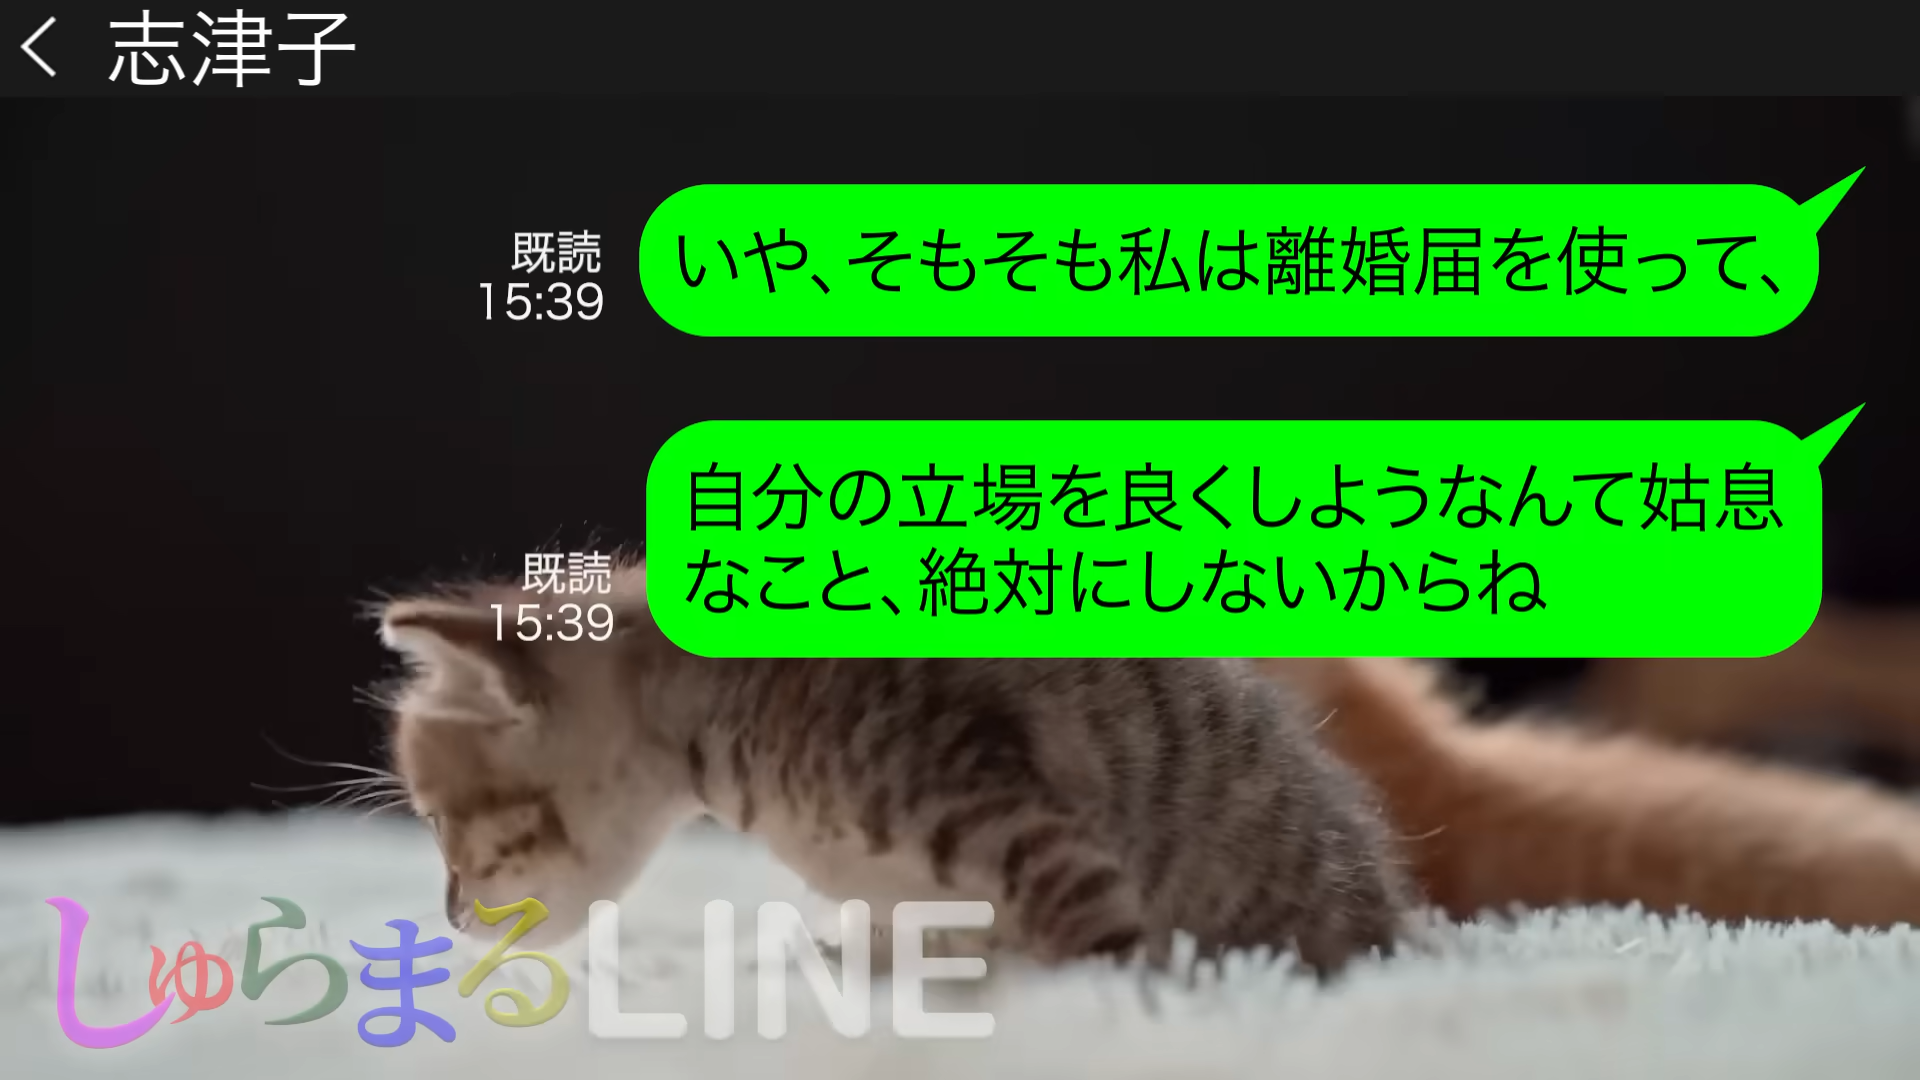 志津子
既読
15:39
いや、そもそも私は離婚届を使って、
自分の立場を良くしようなんて姑息
なこと、絶対にしないからね
既読
15:39
しゅらまるLINE